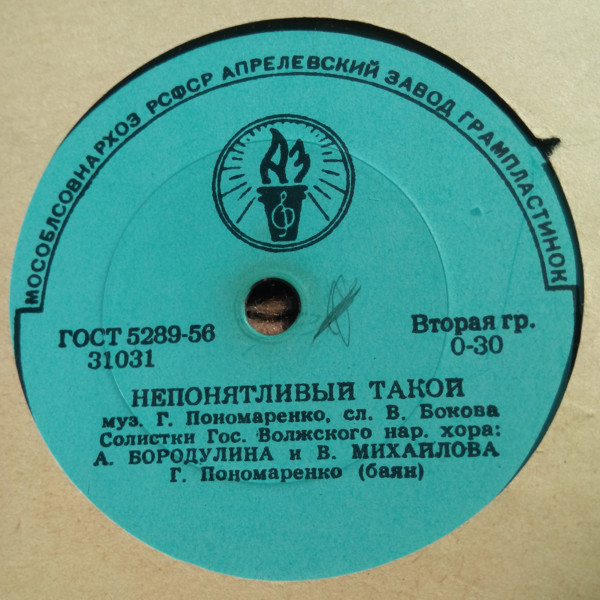 МОСОБЛСОВНАРХОЗ РСФСР АПРЕЛЕВСКИЙ ЗАВОД ГРАМПЛАСТИНОК
АЗ
ГОСТ 5289-56
31031
Вторая гр.
0-30
НЕПОНЯТЛИВЫЙ ТАКОЙ
муз. Г. Пономаренко, сл. В. Бокова
Солистки Гос. Волжского нар. хора:
А. БОРОДУЛИНА и В. МИХАЙЛОВА
Г. Пономаренко (баян)